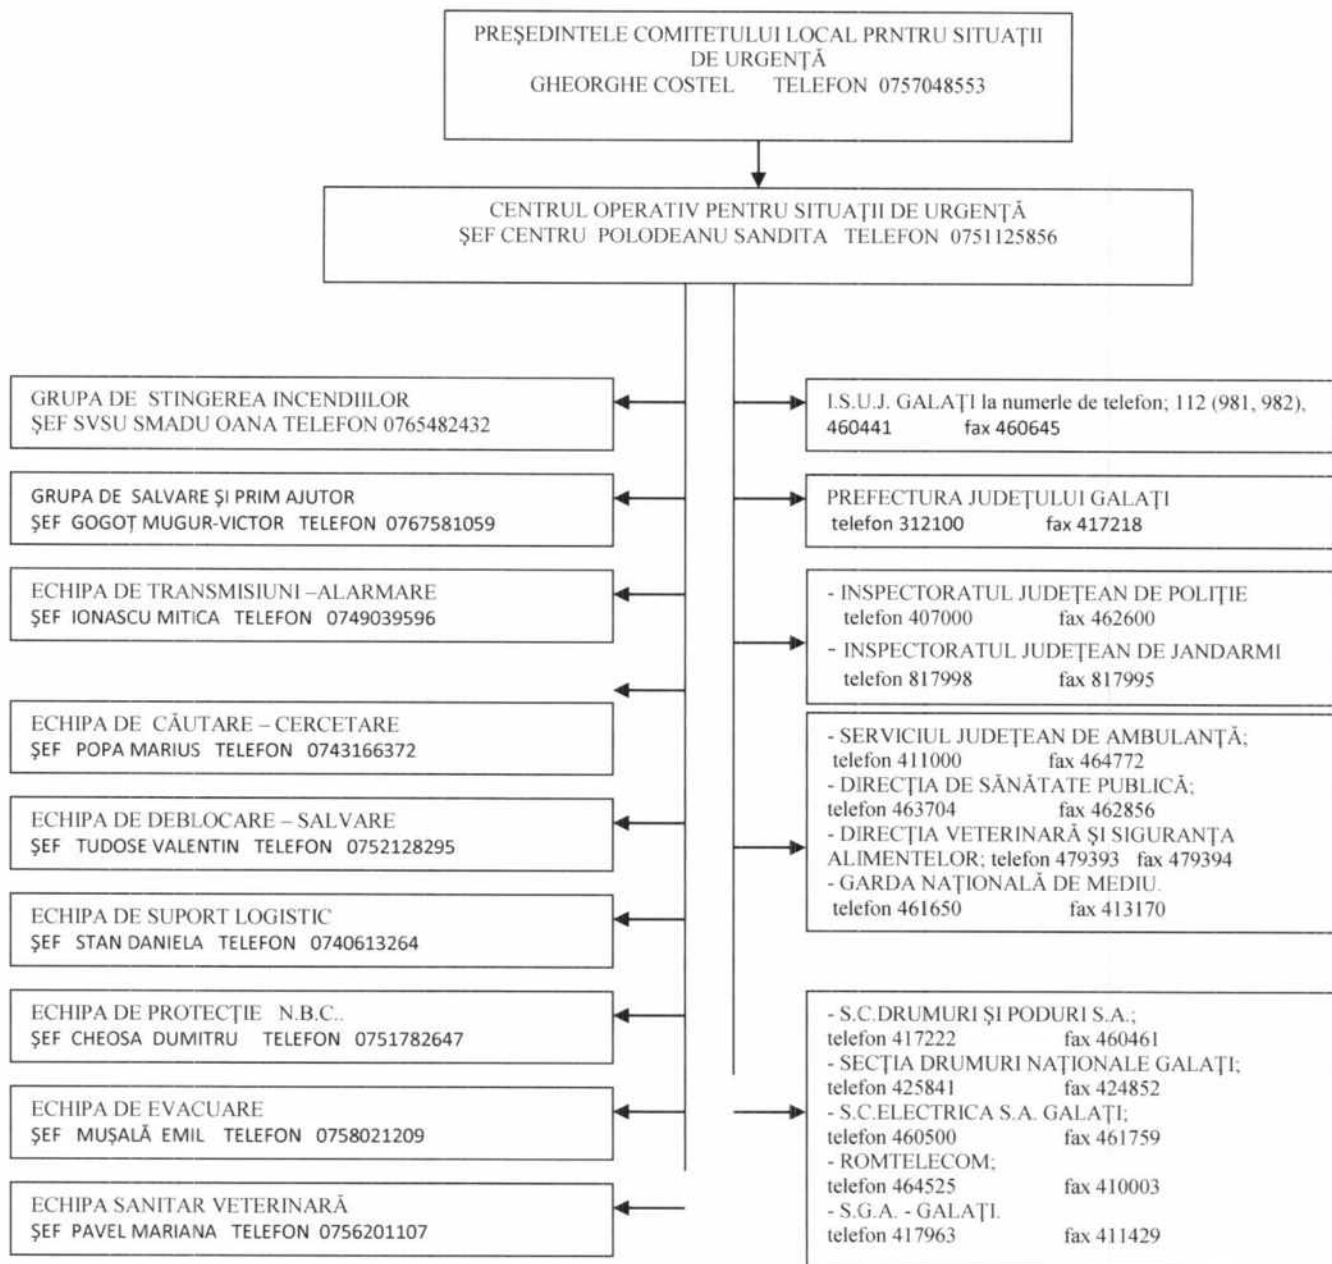 PREŞEDINTELE COMITETULUI LOCAL PRNTRU SITUAŢII
DE URGENŢĂ
GHEORGHE COSTEL TELEFON 0757048553
CENTRUL OPERATIV PENTRU SITUAŢII DE URGENŢĂ
ŞEF CENTRU POLODEANU SANDITA TELEFON 0751125856
GRUPA DE STINGEREA INCENDIILOR
ŞEF SVSU SMADU OANA TELEFON 0765482432
GRUPA DE SALVARE ŞI PRIM AJUTOR
ŞEF GOGOŢ MUGUR-VICTOR TELEFON 0767581059
ECHIPA DE TRANSMISIUNI –ALARMARE
ŞEF IONASCU MITICA TELEFON 0749039596
ECHIPA DE CĂUTARE – CERCETARE
ŞEF POPA MARIUS TELEFON 0743166372
ECHIPA DE DEBLOCARE – SALVARE
ŞEF TUDOSE VALENTIN TELEFON 0752128295
ECHIPA DE SUPORT LOGISTIC
ŞEF STAN DANIELA TELEFON 0740613264
ECHIPA DE PROTECŢIE N.B.C..
ŞEF CHEOSA DUMITRU TELEFON 0751782647
ECHIPA DE EVACUARE
ŞEF MUŞALĂ EMIL TELEFON 0758021209
ECHIPA SANITAR VETERINARĂ
ŞEF PAVEL MARIANA TELEFON 0756201107
I.S.U.J. GALAŢI la numerle de telefon; 112 (981, 982),
460441 fax 460645
PREFECTURA JUDEŢULUI GALAŢI
telefon 312100 fax 417218
- INSPECTORATUL JUDEŢEAN DE POLIŢIE
telefon 407000 fax 462600
- INSPECTORATUL JUDEŢEAN DE JANDARMI
telefon 817998 fax 817995
- SERVICIUL JUDEŢEAN DE AMBULANŢĂ;
telefon 411000 fax 464772
- DIRECŢIA DE SĂNĂTATE PUBLICĂ;
telefon 463704 fax 462856
- DIRECŢIA VETERINARĂ ŞI SIGURANŢA
ALIMENTELOR; telefon 479393 fax 479394
- GARDA NAŢIONALĂ DE MEDIU.
telefon 461650 fax 413170
- S.C.DRUMURI ŞI PODURI S.A.;
telefon 417222 fax 460461
- SECŢIA DRUMURI NAŢIONALE GALAŢI;
telefon 425841 fax 424852
- S.C.ELECTRICA S.A. GALAŢI;
telefon 460500 fax 461759
- ROMTELECOM;
telefon 464525 fax 410003
- S.G.A. - GALAŢI.
telefon 417963 fax 411429